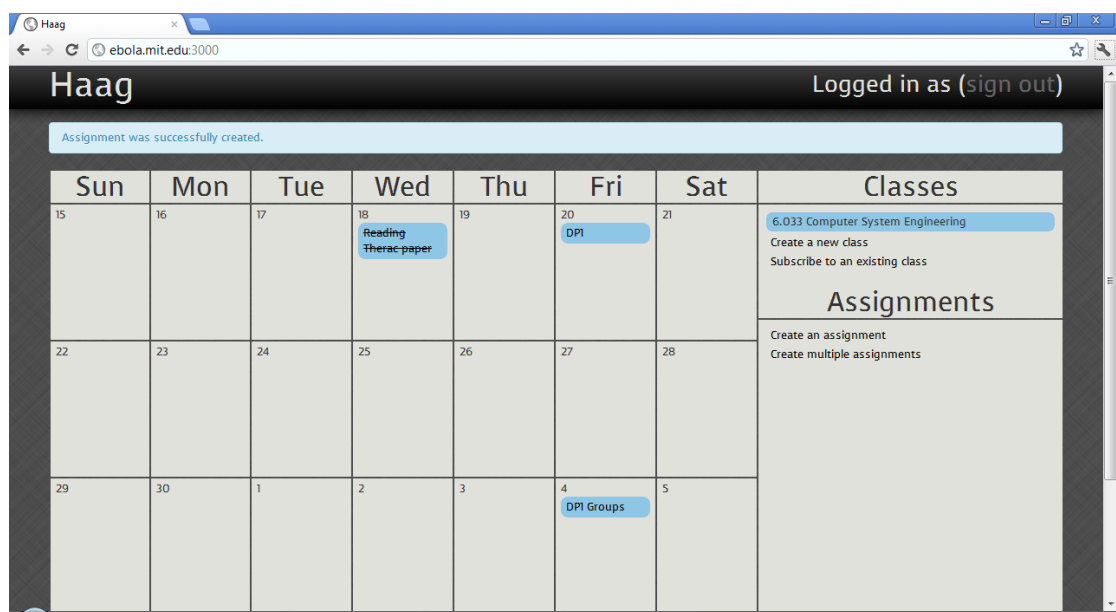 Haag
ebola.mit.edu:3000
Haag
Logged in as (sign out)
Assignment was successfully created.
Sun Mon Tue Wed Thu Fri Sat Classes
15 16 17 18 19 20 21
Reading
Therac paper
DP1
6.033 Computer System Engineering
Create a new class
Subscribe to an existing class
Assignments
Create an assignment
Create multiple assignments
22 23 24 25 26 27 28
29 30 1 2 3 4 5
DP1 Groups